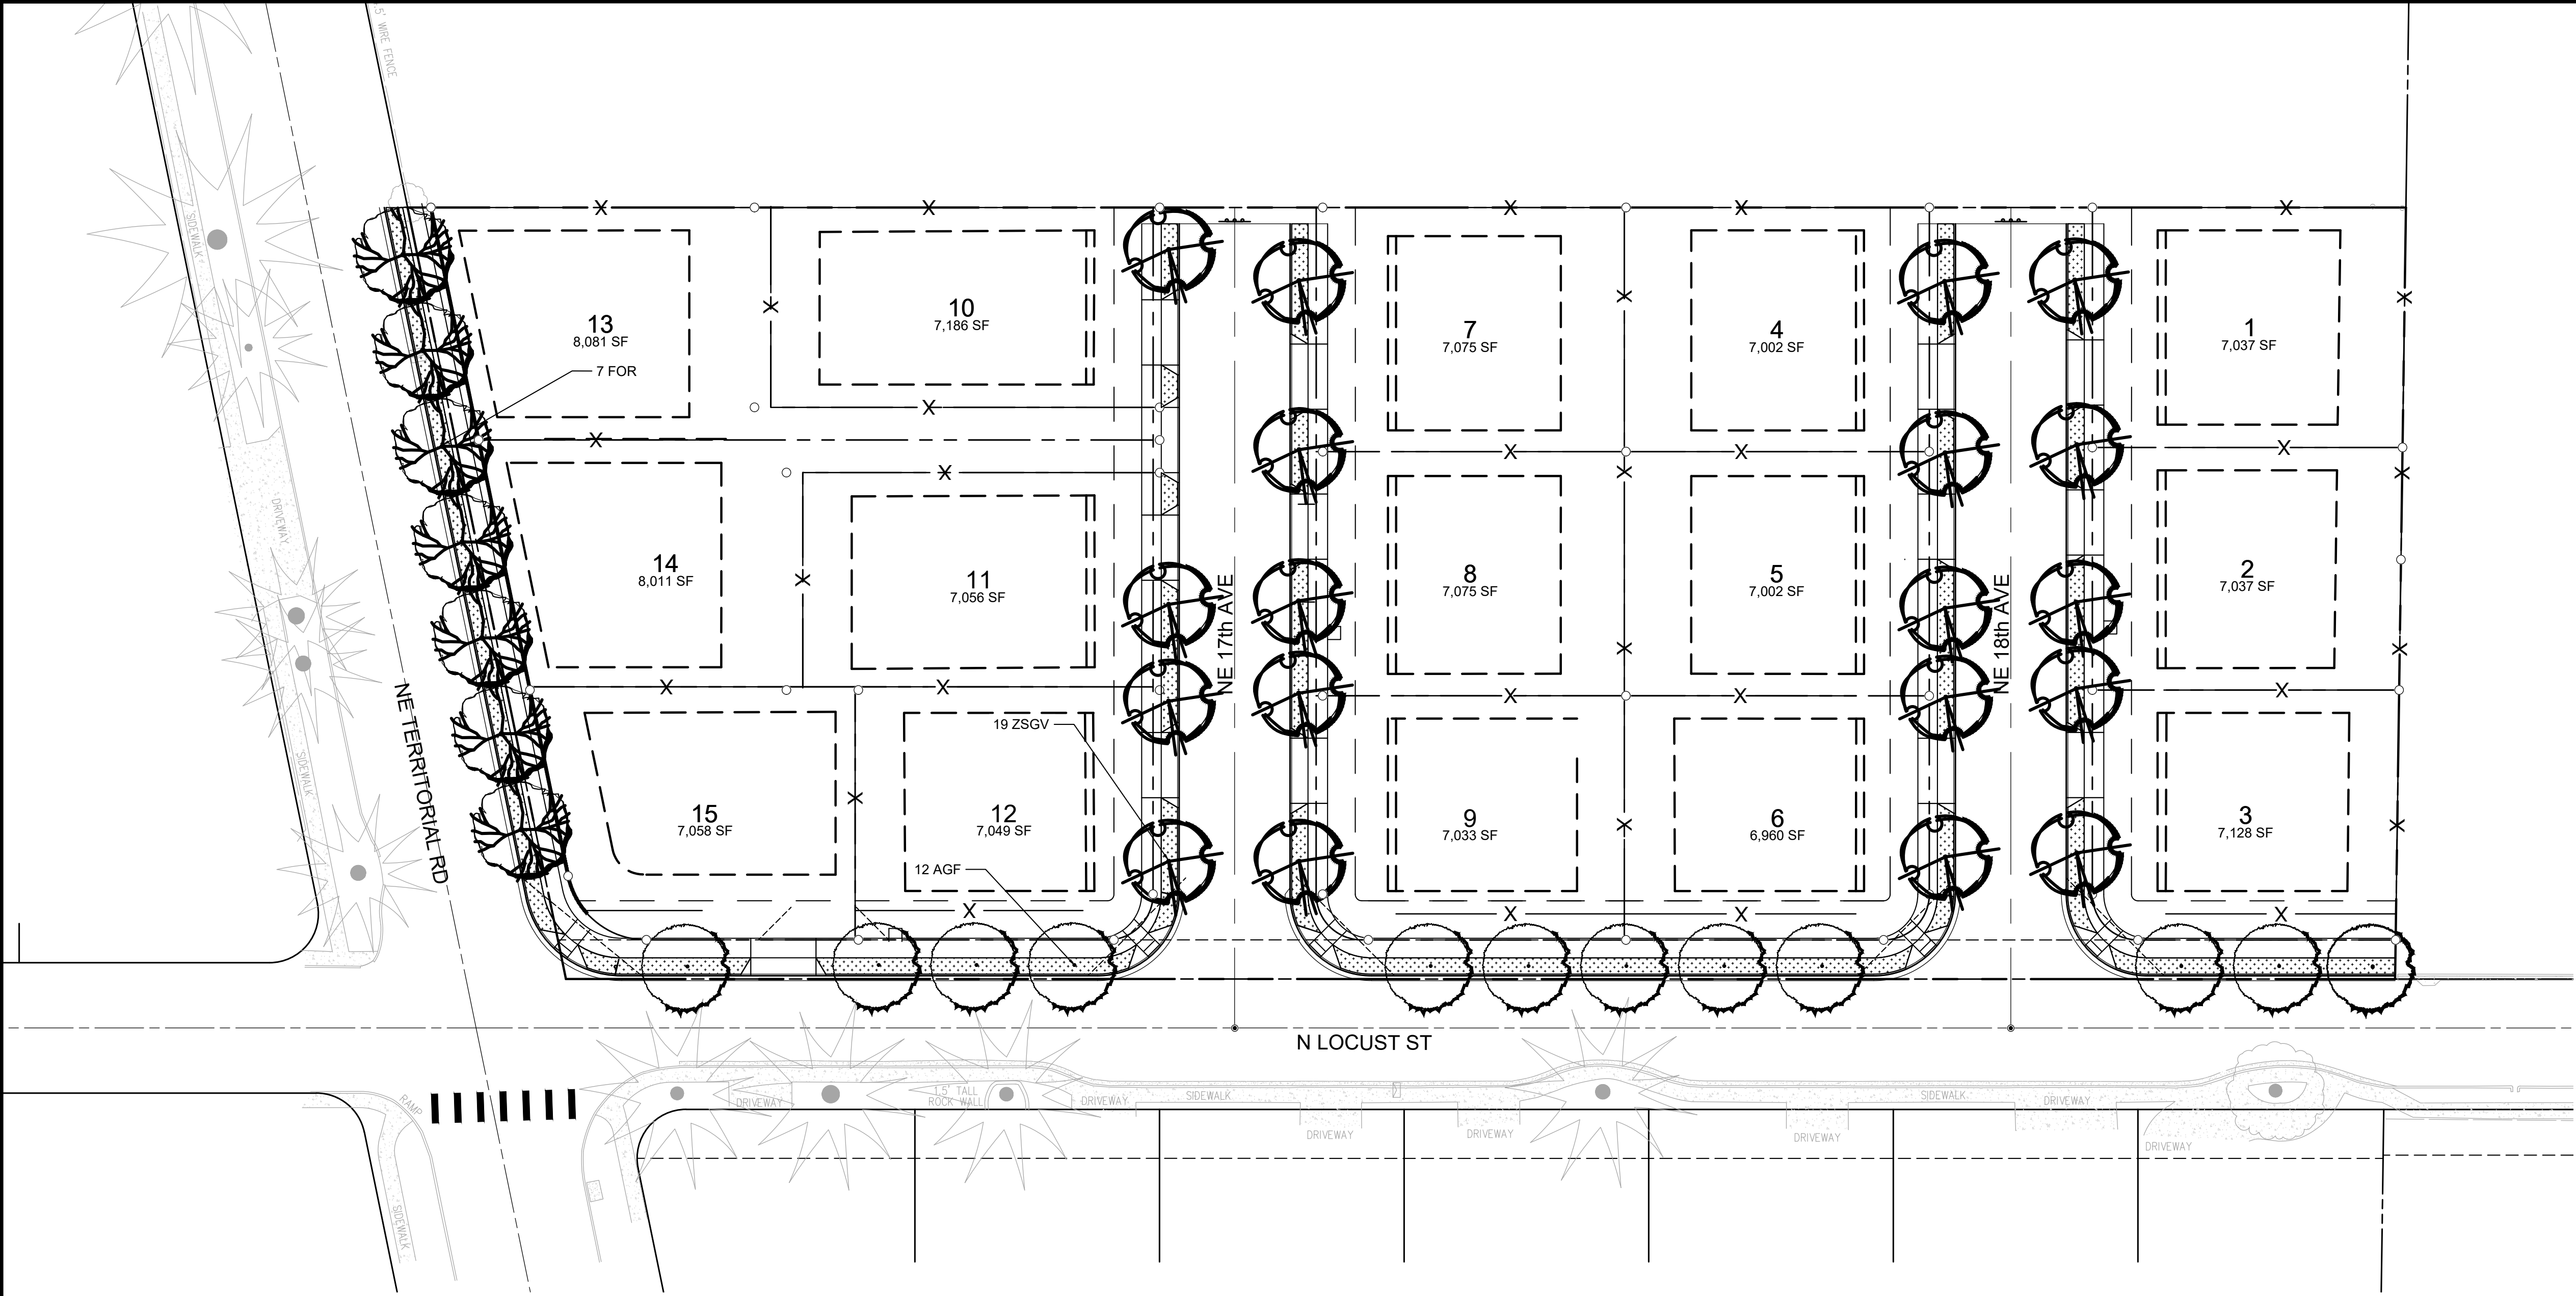 .5' WIRE FENCE
SIDEWALK
13
8,081 SF
10
7,186 SF
7
7,075 SF
4
7,002 SF
1
7,037 SF
7 FOR
DRIVEWAY
14
8,011 SF
11
7,056 SF
8
7,075 SF
5
7,002 SF
2
7,037 SF
NE 17th AVE
NE 18th AVE
SIDEWALK
NE TERRITORIAL RD
19 ZSGV
15
7,058 SF
12
7,049 SF
9
7,033 SF
6
6,960 SF
3
7,128 SF
12 AGF
N LOCUST ST
RAMP
DRIVEWAY
1.5' TALL
ROCK WALL
DRIVEWAY
SIDEWALK
SIDEWALK
DRIVEWAY
DRIVEWAY
DRIVEWAY
DRIVEWAY
DRIVEWAY
SIDEWALK